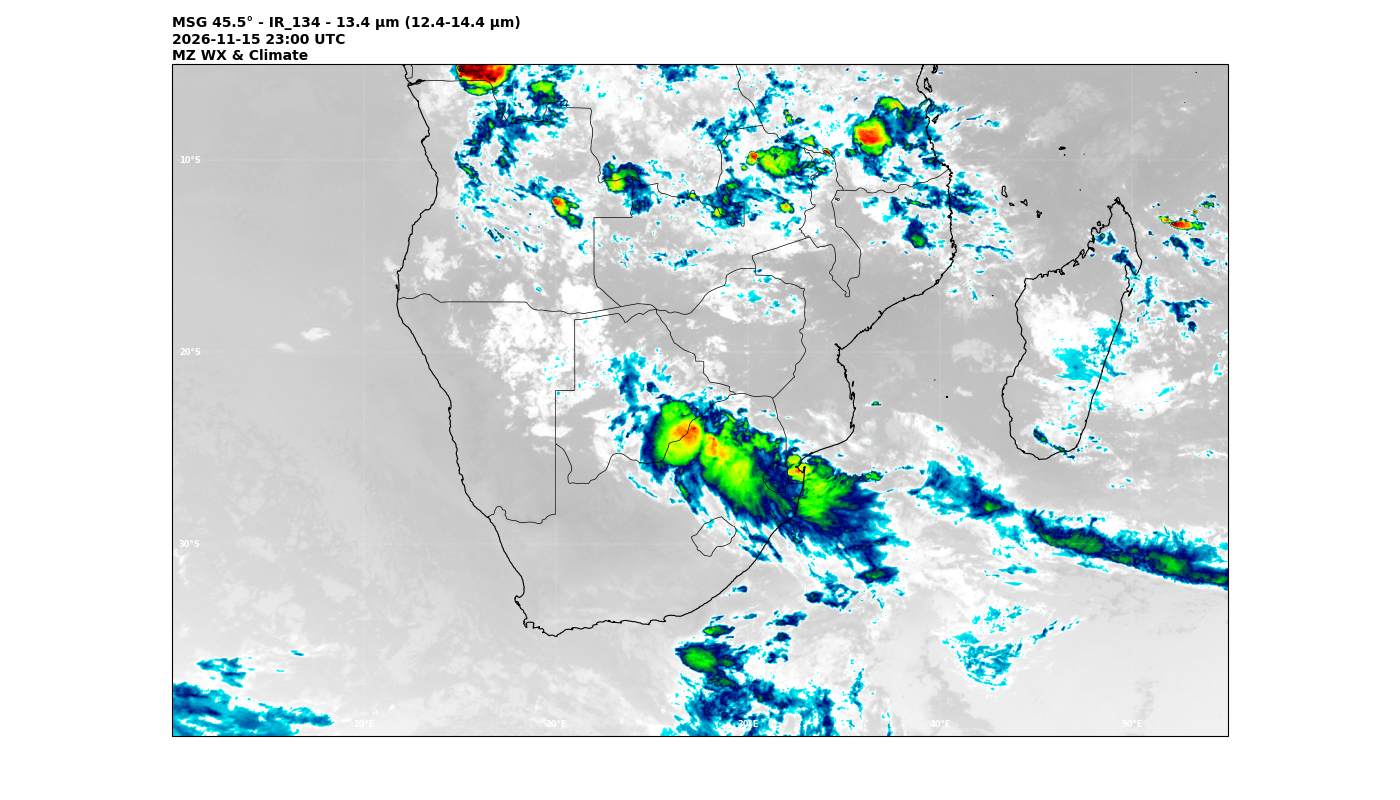 MSG 45.5° - IR_134 - 13.4 μm (12.4-14.4 μm)
2026-11-15 23:00 UTC
MZ WX & Climate
10°S
20°S
30°S
10°E
20°E
30°E
40°E
50°E